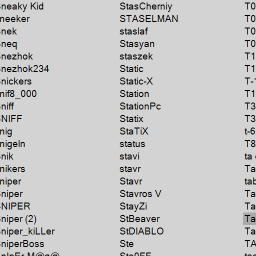 neaky Kid StasCherniy T0
neeker STASELMAN T0
nek staslaf T0
neq Stasyan T0
nezhok staszek T1
nezhok234 Static T1
nickers Static-X T-
nif8_000 Station T1
niff StationPc T3
NIFF Statix T3
nig StaTiX t-6
nigeln status T8
nik stavi ta
nikers stavr Ta
niper Stavr tab
niper Stavros V Ta
NIPER StayZi Ta
niper (2) StBeaver Ta
niper_kiLLer StDIABLO Ta
niperBoss Ste TA